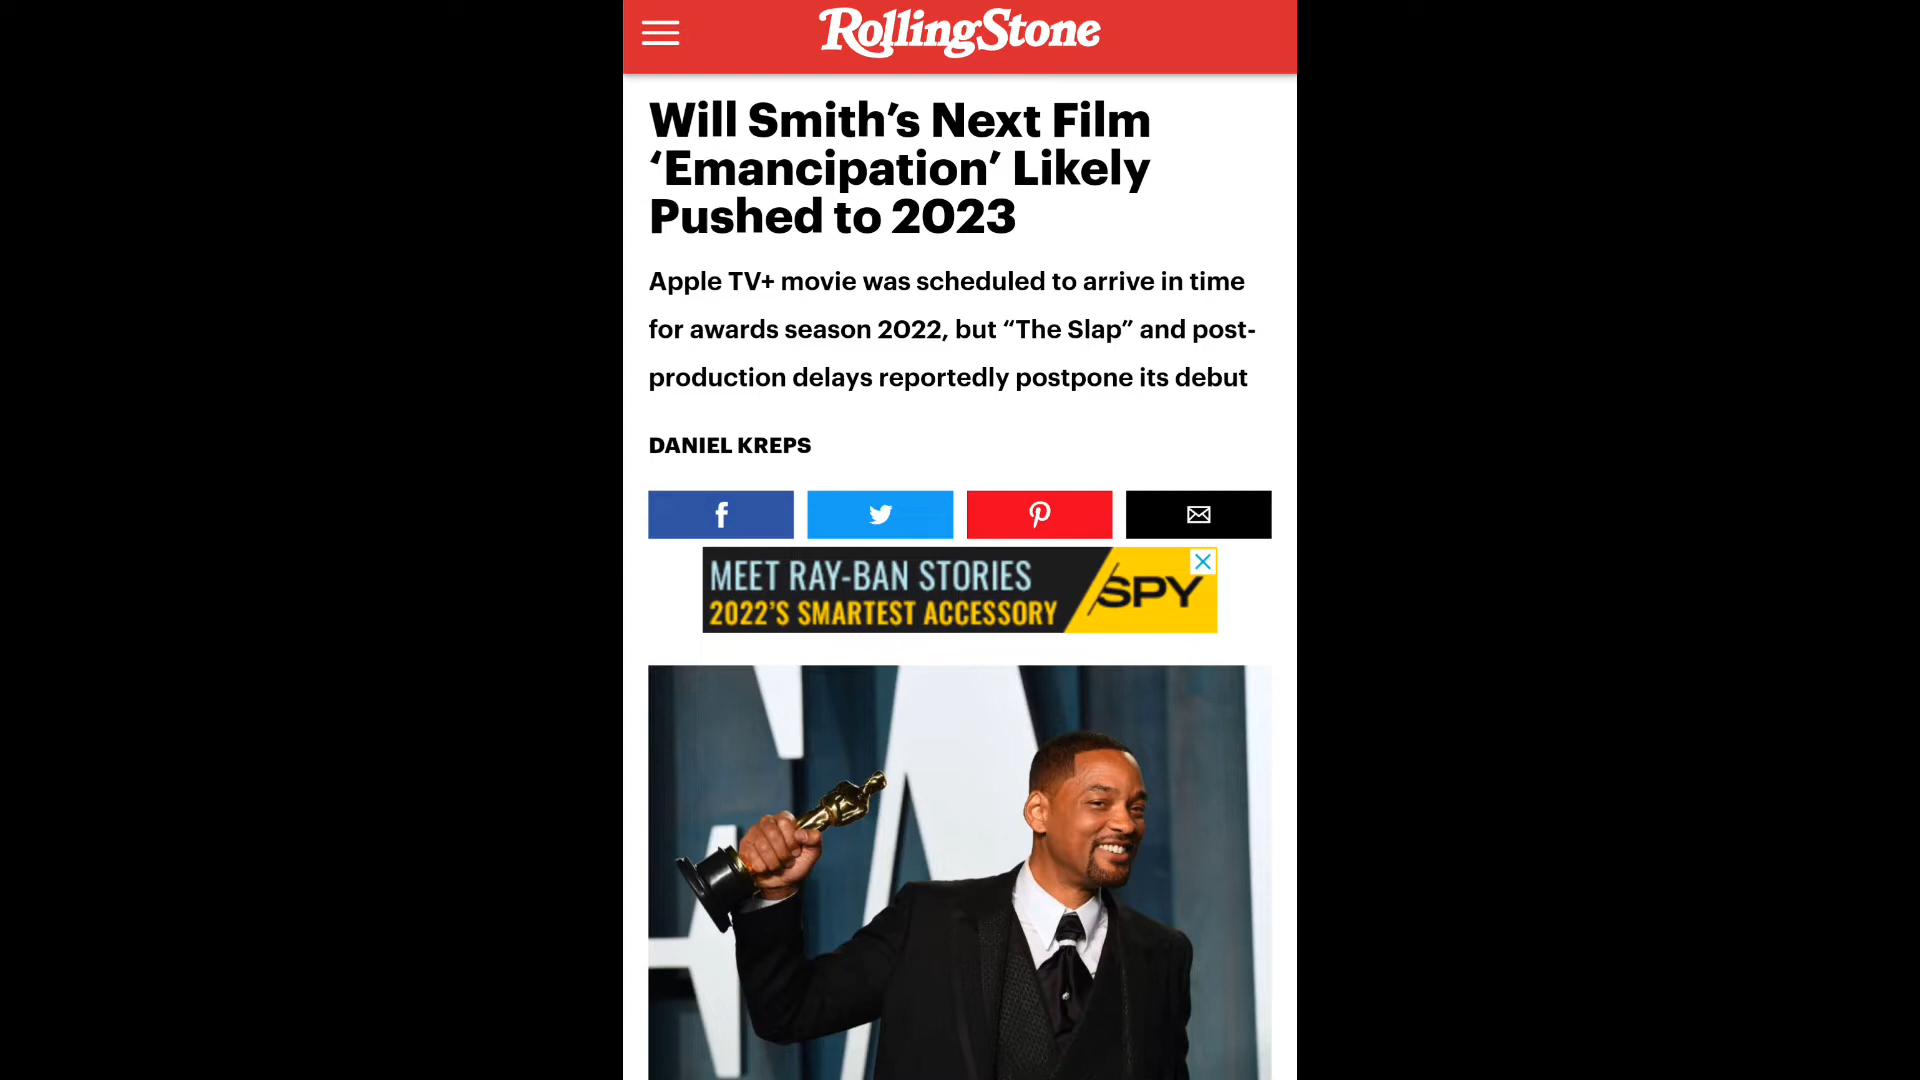 RollingStone
Will Smith’s Next Film
‘Emancipation’ Likely
Pushed to 2023
Apple TV+ movie was scheduled to arrive in time
for awards season 2022, but “The Slap” and post-
production delays reportedly postpone its debut
DANIEL KREPS
MEET RAY-BAN STORIES
2022’S SMARTEST ACCESSORY
SPY